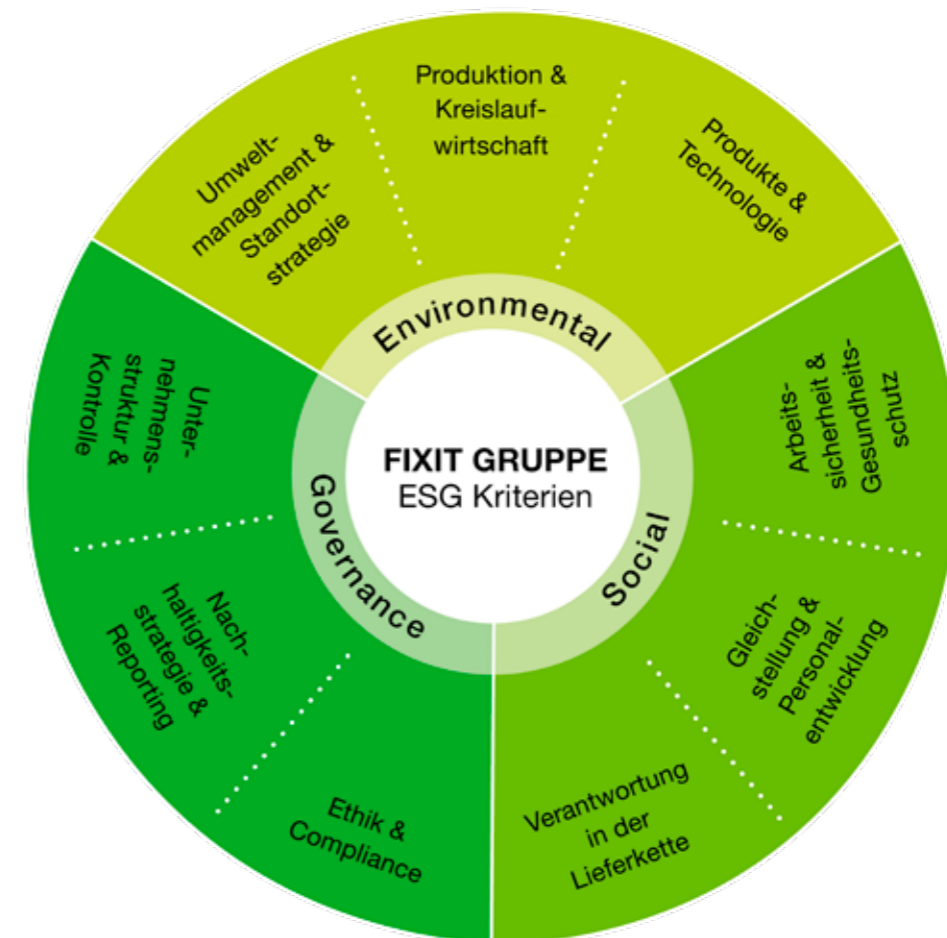 Produktion &
Kreislauf-
wirtschaft
Produkte &
Technologie
Umwelt-
management &
Standort-
strategie
Environmental
Arbeits-
sicherheit &
Gesundheits-
schutz
Gleich-
stellung &
Personal-
entwicklung
Verantwortung
in der
Lieferkette
Social
Ethik &
Compliance
Nach-
haltigkeits-
strategie &
Reporting
Unter-
nehmens-
struktur &
Kontrolle
Governance
FIXIT GRUPPE
ESG Kriterien